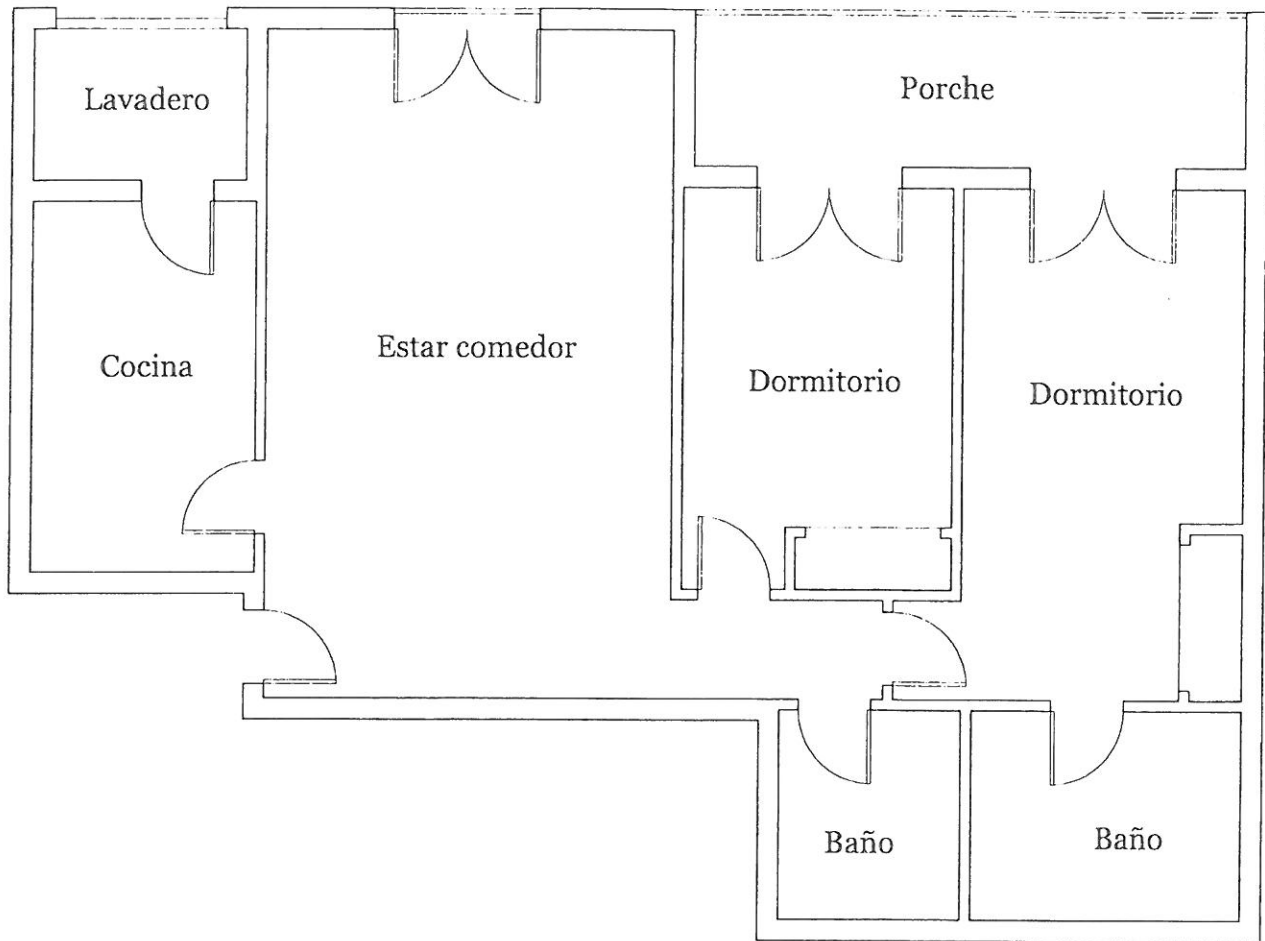 Lavadero
Porche
Cocina
Estar comedor
Dormitorio
Dormitorio
Baño
Baño